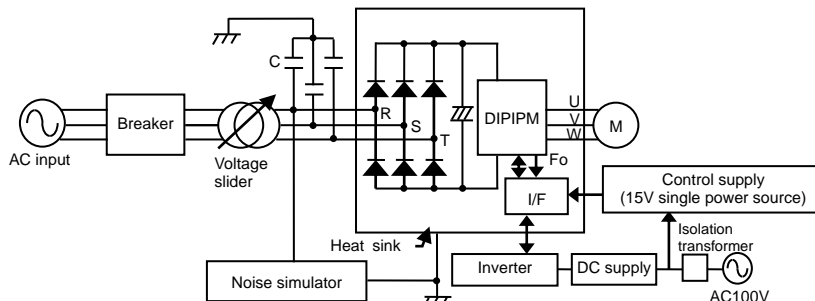 C
R
S
T
AC input
Breaker
Voltage
slider
DIPIPM
U
V
W
M
Fo
I/F
Control supply
(15V single power source)
Heat sink
Isolation
transformer
Noise simulator
Inverter
DC supply
AC100V